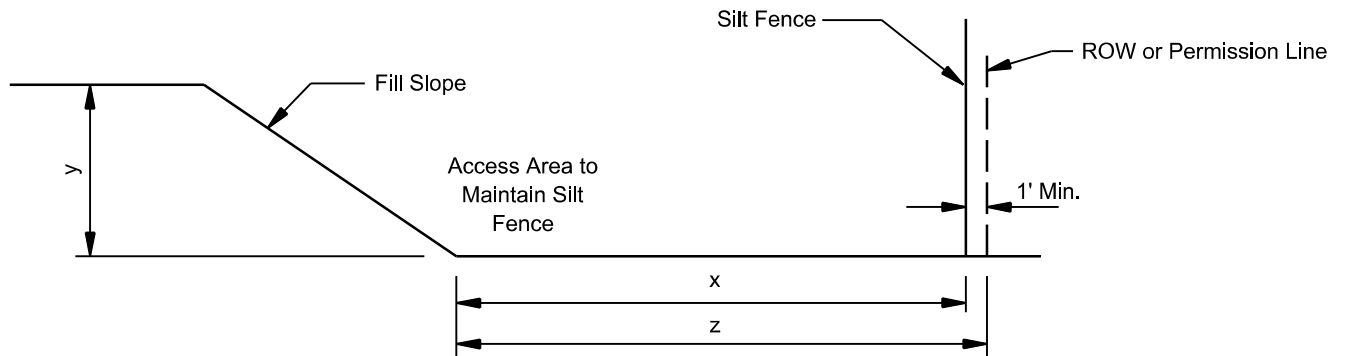 Silt Fence
ROW or Permission Line
Fill Slope
y
Access Area to
Maintain Silt
Fence
1' Min.
x
z